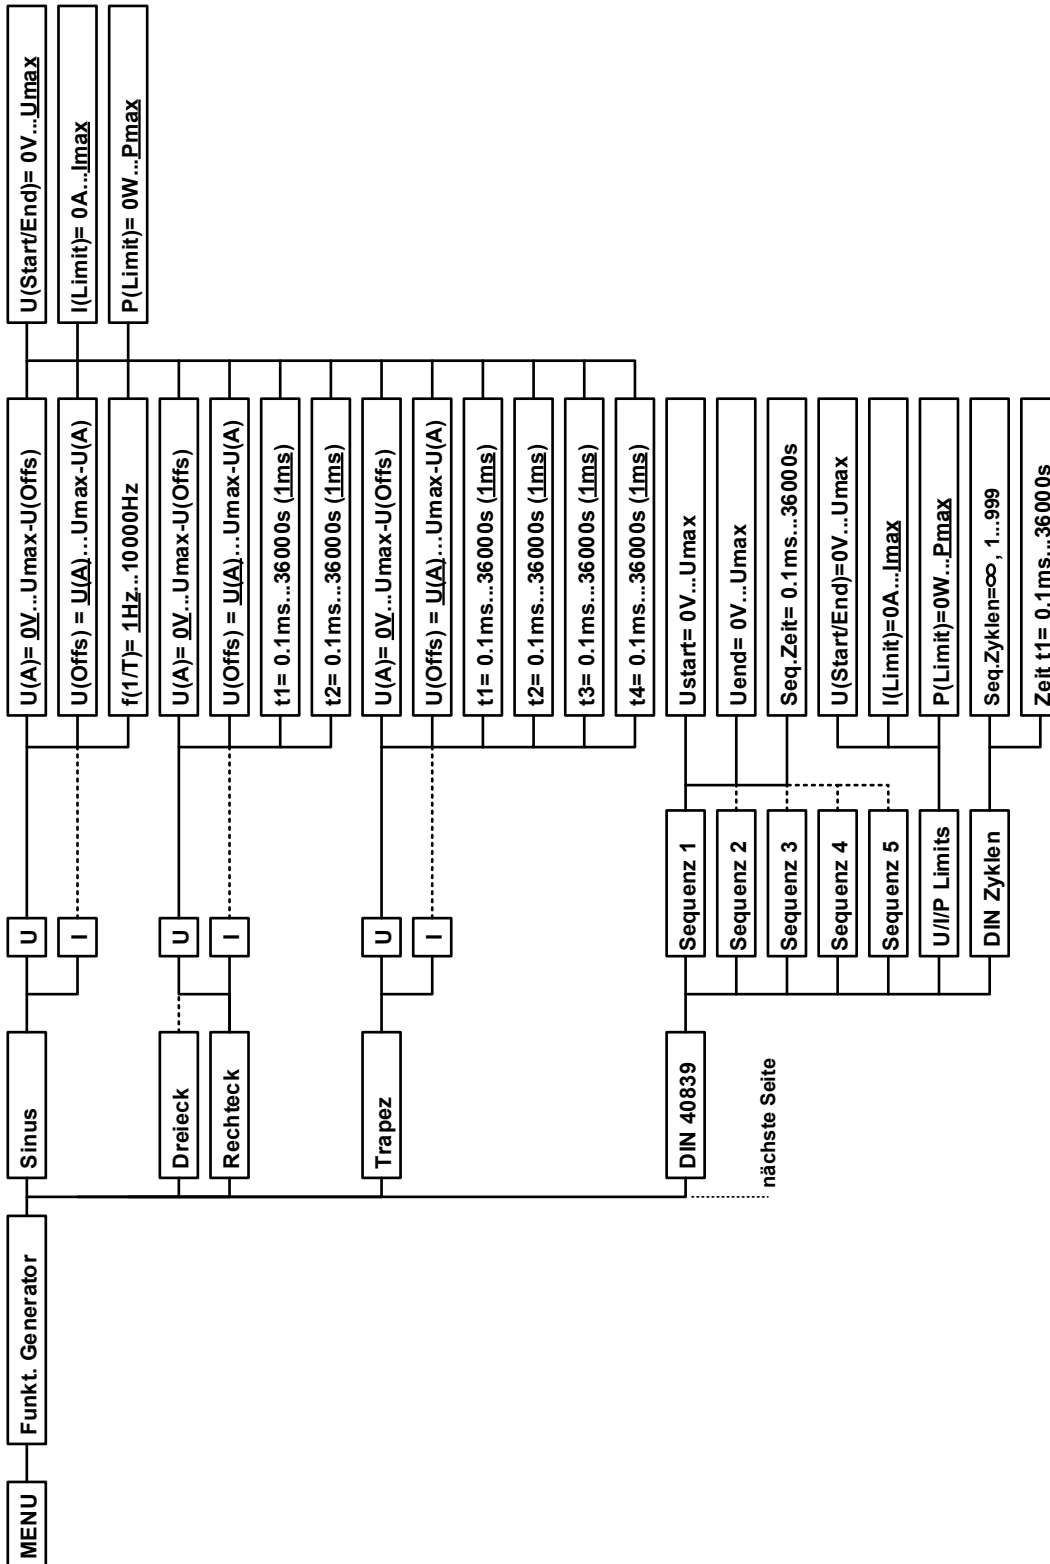 MENU
Funkt. Generator
Sinus
U
I
U(A)= 0V...Umax-U(Offs)
U(Offs) = U(A)...Umax-U(A)
f(1/T)= 1Hz...10000Hz
U(Start/End)= 0V...Umax
I(Limit)= 0A...Imax
P(Limit)= 0W...Pmax
Dreieck
Rechteck
U
I
U(A)= 0V...Umax-U(Offs)
U(Offs) = U(A)...Umax-U(A)
t1= 0.1ms...36000s (1ms)
t2= 0.1ms...36000s (1ms)
Trapez
U
I
U(A)= 0V...Umax-U(Offs)
U(Offs) = U(A)...Umax-U(A)
t1= 0.1ms...36000s (1ms)
t2= 0.1ms...36000s (1ms)
t3= 0.1ms...36000s (1ms)
t4= 0.1ms...36000s (1ms)
DIN 40839
Sequenz 1
Sequenz 2
Sequenz 3
Sequenz 4
Sequenz 5
U/I/P Limits
DIN Zyklen
Ustart= 0V...Umax
Uend= 0V...Umax
Seq.Zeit= 0.1ms...36000s
U(Start/End)=0V...Umax
I(Limit)=0A...Imax
P(Limit)=0W...Pmax
Seq.Zyklen=∞, 1...999
Zeit t1= 0.1ms...36000s
nächste Seite